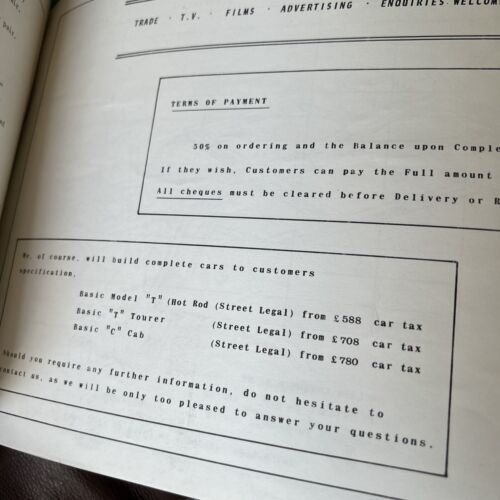 TRADE · T.V. · FILMS · ADVERTISING · ENQUIRIES WELCOM
TERMS OF PAYMENT
50% on ordering and the Balance upon Comple
If they wish, Customers can pay the Full amount
All cheques must be cleared before Delivery or R
We, of course, will build complete cars to customers
specification.
Basic Model "T" (Hot Rod (Street Legal) from £588 car tax
Basic "T" Tourer (Street Legal) from £708 car tax
Basic "C" Cab (Street Legal) from £780 car tax
Should you require any further information, do not hesitate to
contact us, as we will be only too pleased to answer your questions.